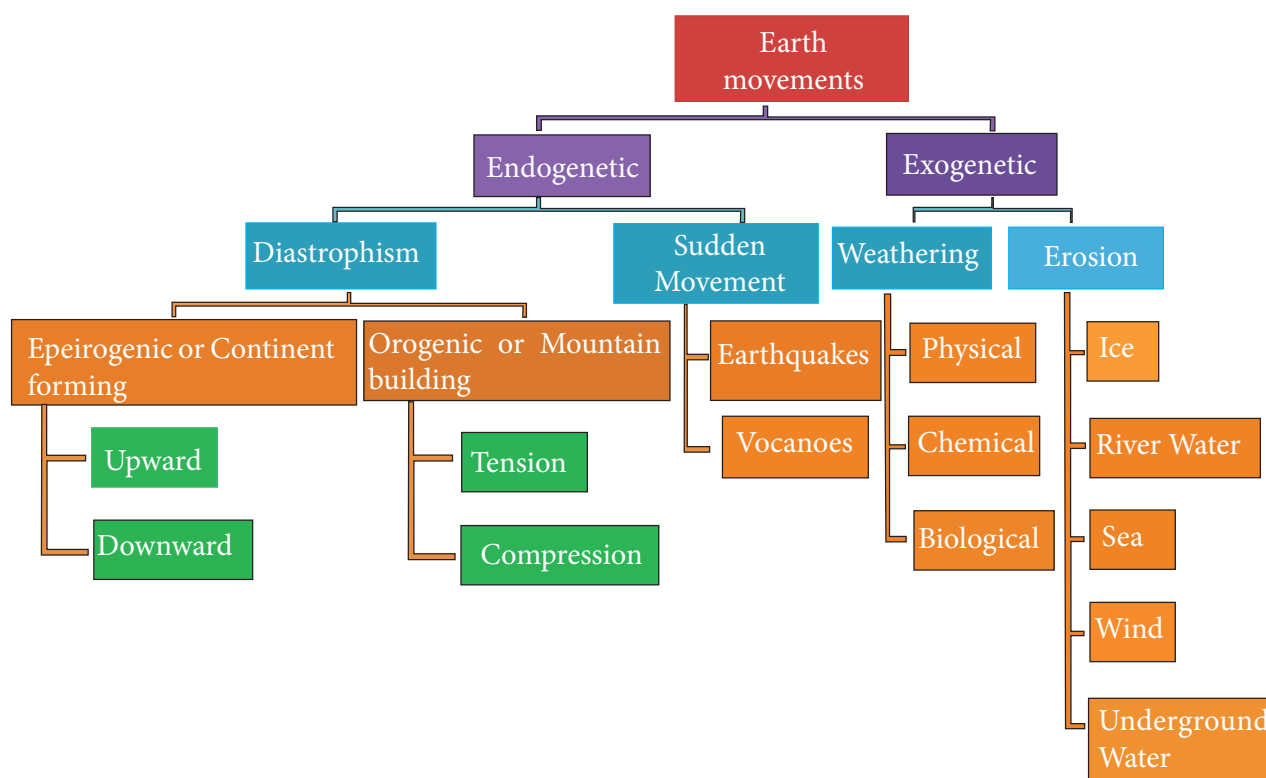 Earth
movements
Endogenetic
Exogenetic
Diastrophism
Sudden
Movement
Weathering
Erosion
Epeirogenic or Continent
forming
Orogenic or Mountain
building
Earthquakes
Physical
Ice
Upward
Tension
Vocanoes
Chemical
River Water
Downward
Compression
Biological
Sea
Wind
Underground
Water